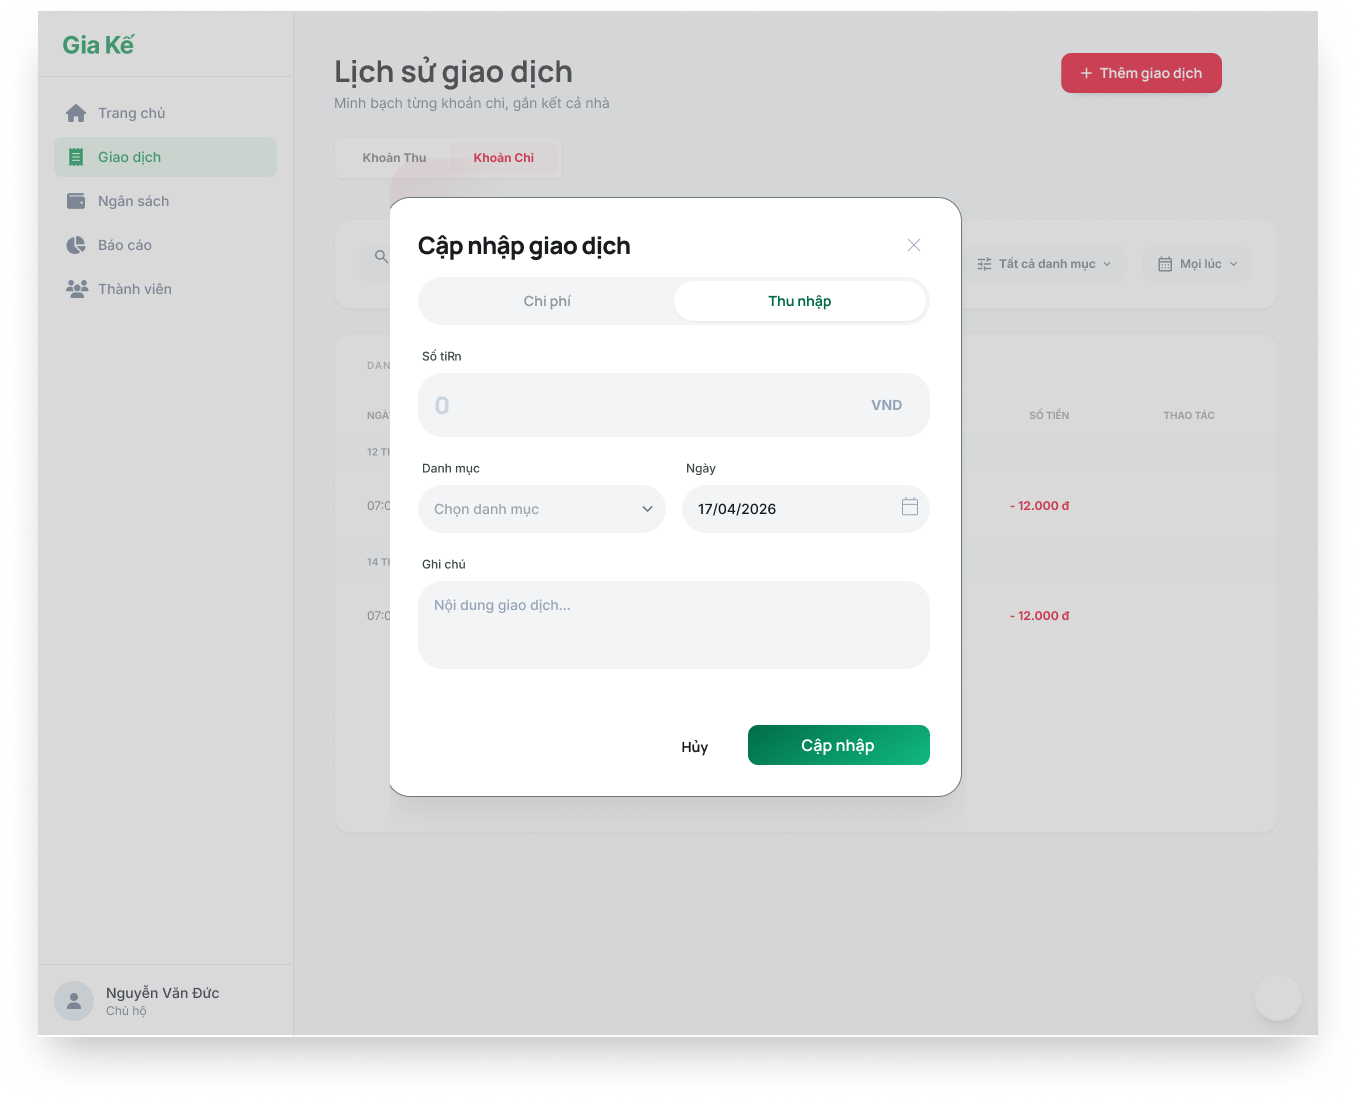 Gia Kế
Trang chủ
Giao dịch
Ngân sách
Báo cáo
Thành viên
Nguyễn Văn Đức
Chủ hộ
Lịch sử giao dịch
Minh bạch từng khoản chi, gắn kết cả nhà
+ Thêm giao dịch
Khoản Thu Khoản Chi
Tất cả danh mục Mọi lúc
SỐ TIỀN THAO TÁC
- 12.000 đ
- 12.000 đ
Cập nhập giao dịch
Chi phí Thu nhập
Số tiRn
0 VND
Danh mục Ngày
Chọn danh mục 17/04/2026
Ghi chú
Nội dung giao dịch...
Hủy Cập nhập